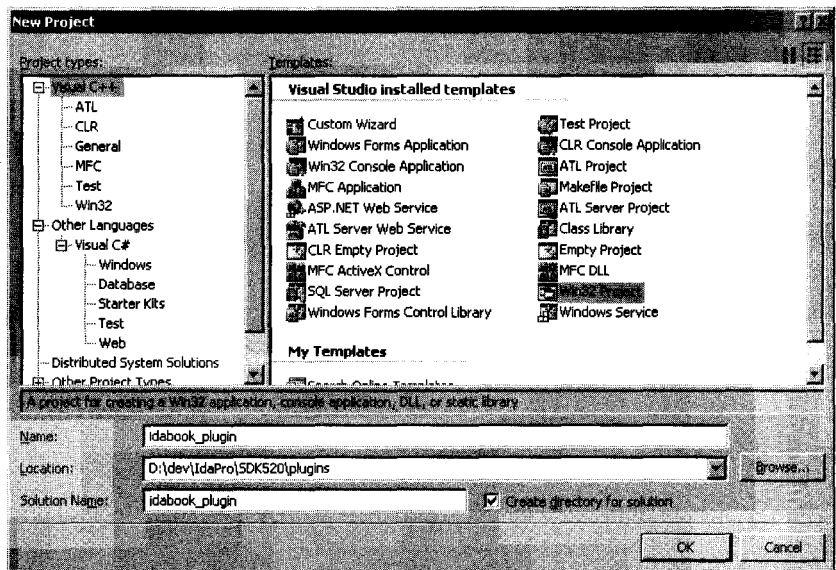 New Project
Project types:
Templates:
Visual C++
ATL
CLR
General
MFC
Test
Win32
Other Languages
Visual C#
Windows
Database
Starter Kits
Test
Web
Distributed System Solutions
Other Project Types
Visual Studio installed templates
Custom Wizard
Windows Forms Application
Win32 Console Application
MFC Application
ASP.NET Web Service
ATL Server Web Service
CLR Empty Project
MFC ActiveX Control
SQL Server Project
Windows Forms Control Library
Test Project
CLR Console Application
ATL Project
Makefile Project
ATL Server Project
Class Library
Empty Project
MFC DLL
Win32 Project
Windows Service
My Templates
Search Online Templates
A project for creating a Win32 application, console application, DLL, or static library
Name:
idabook_plugin
Location:
D:\dev\IdaPro\SDK520\plugins
Browse...
Solution Name:
idabook_plugin
Create directory for solution
OK
Cancel